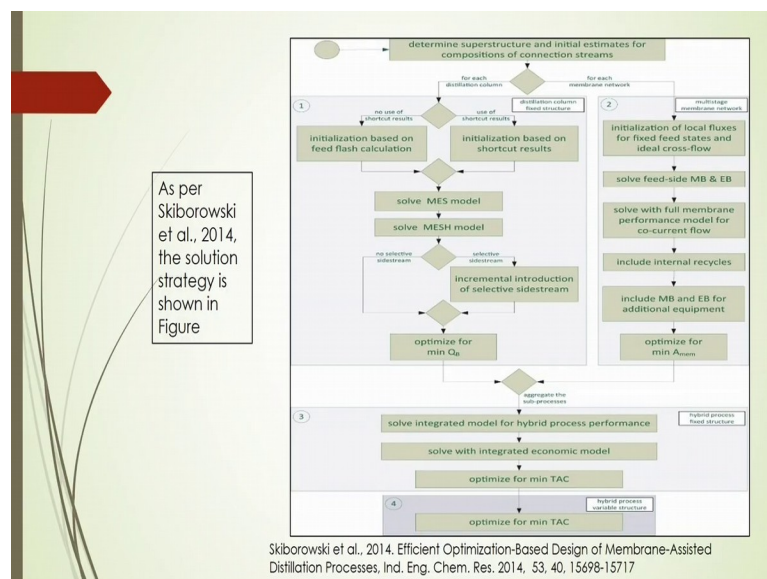 As per
Skiborowski
et al., 2014,
the solution
strategy is
shown in
Figure
determine superstructure and initial estimates for
compositions of connection streams
for each
distillation column
for each
membrane network
1
distillation column
fixed structure
no use of
shortcut results
use of
shortcut results
initialization based on
feed flash calculation
initialization based on
shortcut results
solve MES model
solve MESH model
no selective
sidestream
selective
sidestream
incremental introduction
of selective sidestream
optimize for
min QB
2
multistage
membrane network
initialization of local fluxes
for fixed feed states and
ideal cross-flow
solve feed-side MB & EB
solve with full membrane
performance model for
co-current flow
include internal recycles
include MB and EB for
additional equipment
optimize for
min Amem
aggregate the
sub-processes
3
hybrid process
fixed structure
solve integrated model for hybrid process performance
solve with integrated economic model
optimize for min TAC
4
hybrid process
variable structure
optimize for min TAC
Skiborowski et al., 2014. Efficient Optimization-Based Design of Membrane-Assisted
Distillation Processes, Ind. Eng. Chem. Res. 2014, 53, 40, 15698-15717